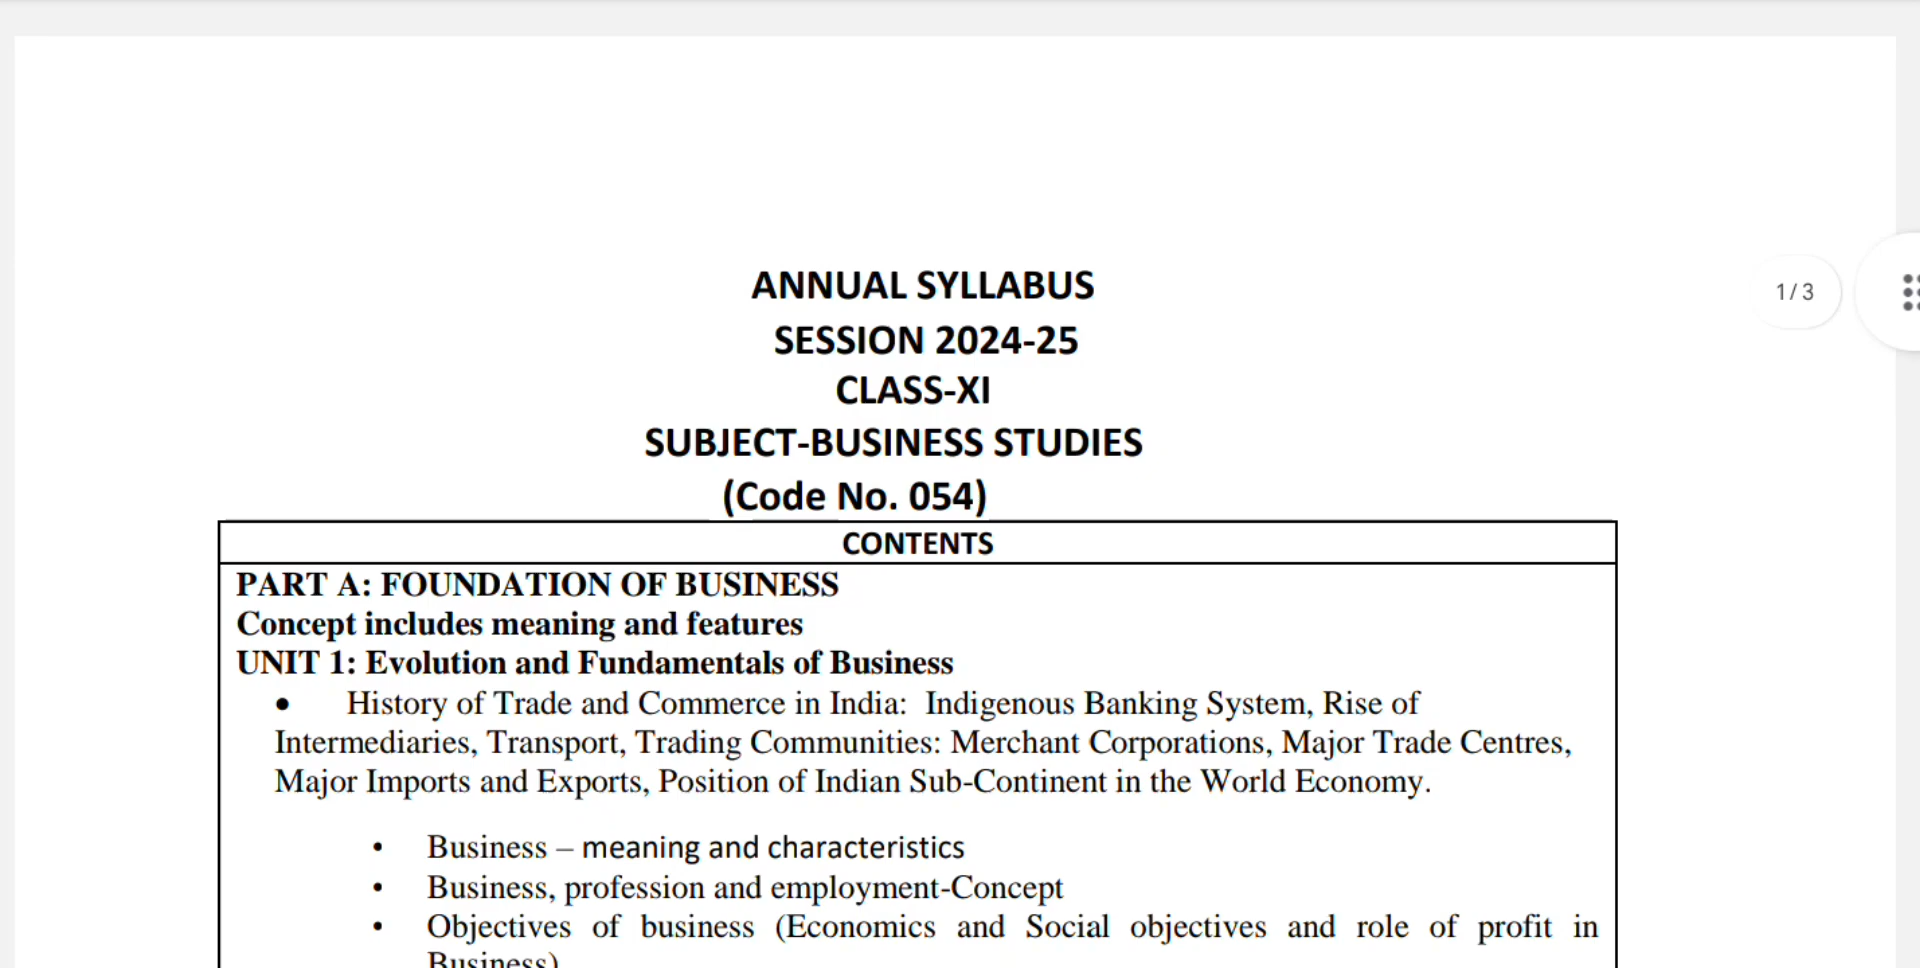 ANNUAL SYLLABUS
SESSION 2024-25
1/3
CLASS-XI
SUBJECT-BUSINESS STUDIES
(Code No. 054)
CONTENTS
PART A: FOUNDATION OF BUSINESS
Concept includes meaning and features
UNIT 1: Evolution and Fundamentals of Business
• History of Trade and Commerce in India: Indigenous Banking System, Rise of
Intermediaries, Transport, Trading Communities: Merchant Corporations, Major Trade Centres,
Major Imports and Exports, Position of Indian Sub-Continent in the World Economy.
• Business – meaning and characteristics
• Business, profession and employment-Concept
• Objectives of business (Economics and Social objectives and role of profit in
Business)